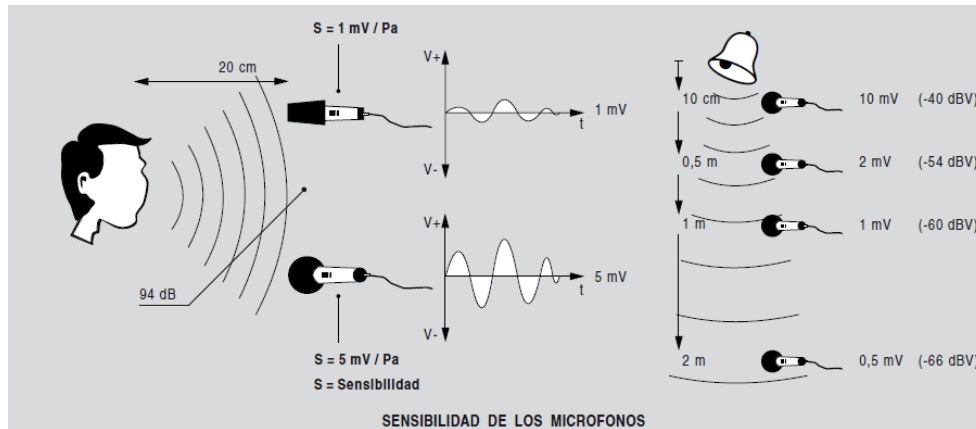 S = 1 mV / Pa
20 cm
V+
1 mV
t
V-
94 dB
V+
5 mV
t
V-
S = 5 mV / Pa
S = Sensibilidad
10 cm 10 mV (-40 dBV)
0,5 m 2 mV (-54 dBV)
1 m 1 mV (-60 dBV)
2 m 0,5 mV (-66 dBV)
SENSIBILIDAD DE LOS MICROFONOS